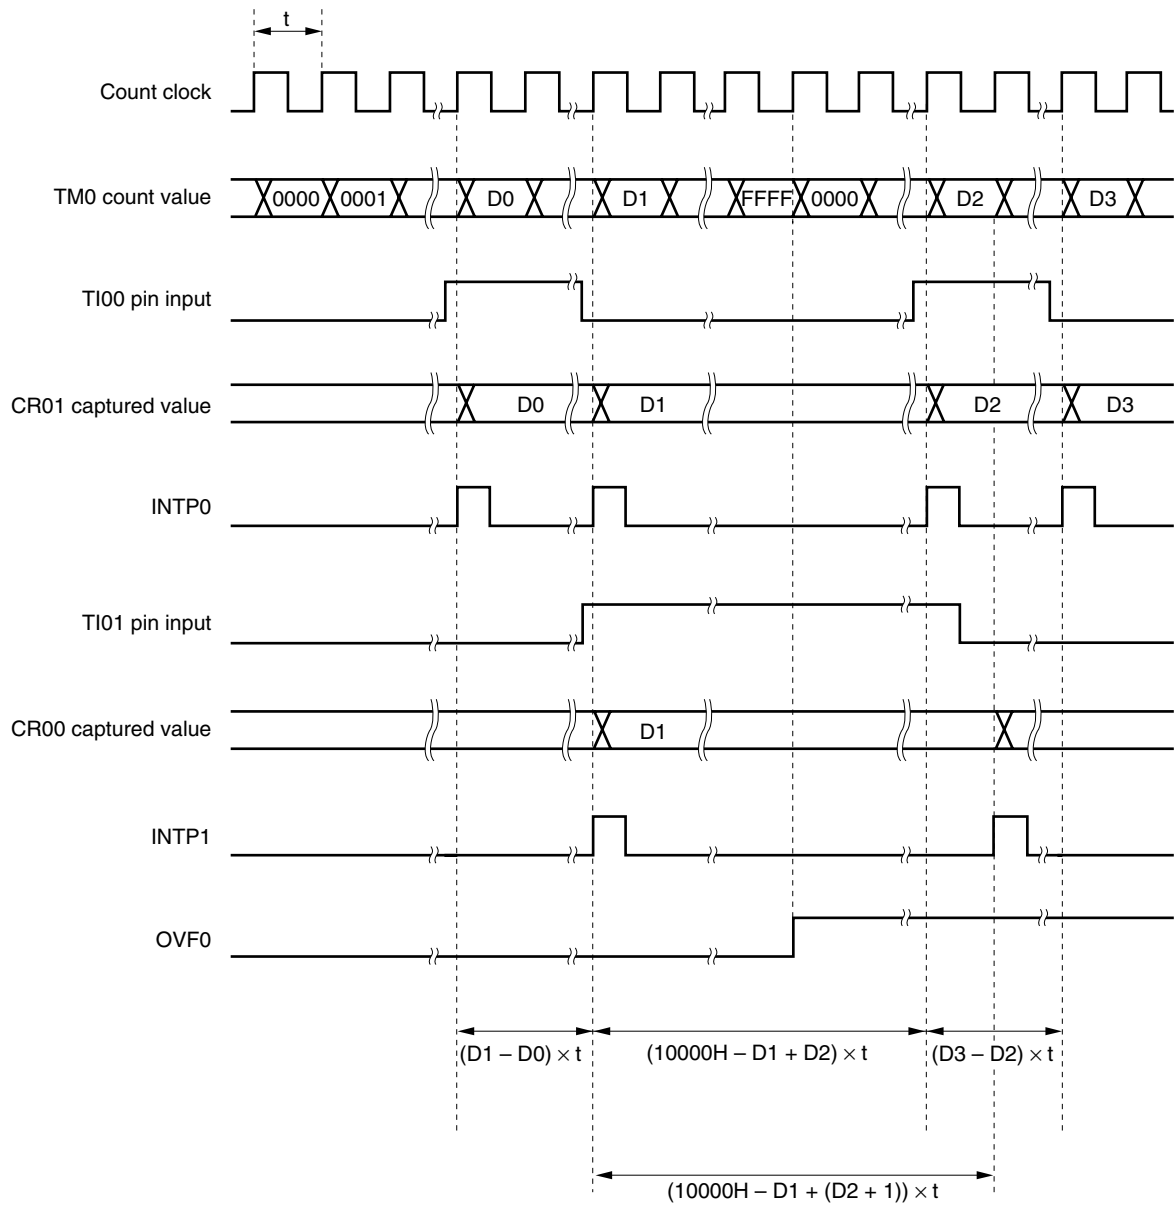 t
Count clock
TM0 count value 0000 0001 D0 D1 FFFF 0000 D2 D3
TI00 pin input
CR01 captured value D0 D1 D2 D3
INTP0
TI01 pin input
CR00 captured value D1
INTP1
OVF0
(D1 – D0) × t (10000H – D1 + D2) × t (D3 – D2) × t
(10000H – D1 + (D2 + 1)) × t